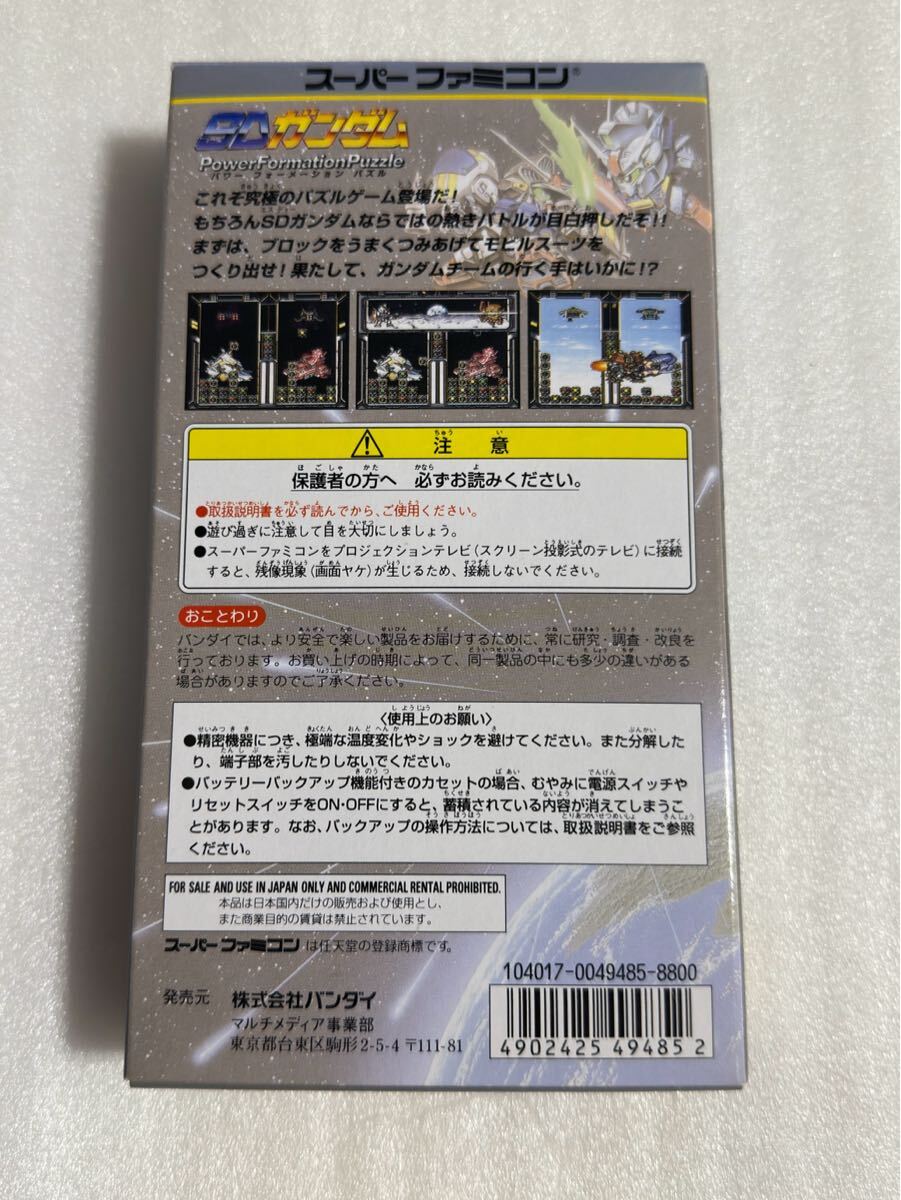 スーパーファミコン®
SDガンダム
PowerFormationPuzzle
パワー フォーメーション パズル
これぞ究極のパズルゲーム登場だ!
もちろんSDガンダムならではの熱きバトルが目白押しだぞ!!
まずは、ブロックをうまくつみあげてモビルスーツを
つくり出せ!果たして、ガンダムチームの行く手はいかに!?
注意
保護者の方へ 必ずお読みください。
●取扱説明書を必ず読んでから、ご使用ください。
●遊び過ぎに注意して目を大切にしましょう。
●スーパーファミコンをプロジェクションテレビ(スクリーン投影式のテレビ)に接続
すると、残像現象(画面ヤケ)が生じるため、接続しないでください。
おことわり
バンダイでは、より安全で楽しい製品をお届けするために、常に研究・調査・改良を
行っております。お買い上げの時期によって、同一製品の中にも多少の違いがある
場合がありますのでご了承ください。
〈使用上のお願い〉
●精密機器につき、極端な温度変化やショックを避けてください。また分解した
り、端子部を汚したりしないでください。
●バッテリーバックアップ機能付きのカセットの場合、むやみに電源スイッチや
リセットスイッチをON・OFFにすると、蓄積されている内容が消えてしまうこ
とがあります。なお、バックアップの操作方法については、取扱説明書をご参照
ください。
FOR SALE AND USE IN JAPAN ONLY AND COMMERCIAL RENTAL PROHIBITED.
本品は日本国内だけの販売および使用とし、
また商業目的の賃貸は禁止されています。
スーパーファミコン は任天堂の登録商標です。
104017-0049485-8800
発売元 株式会社バンダイ
マルチメディア事業部
東京都台東区駒形2-5-4 〒111-81
4902425 494852